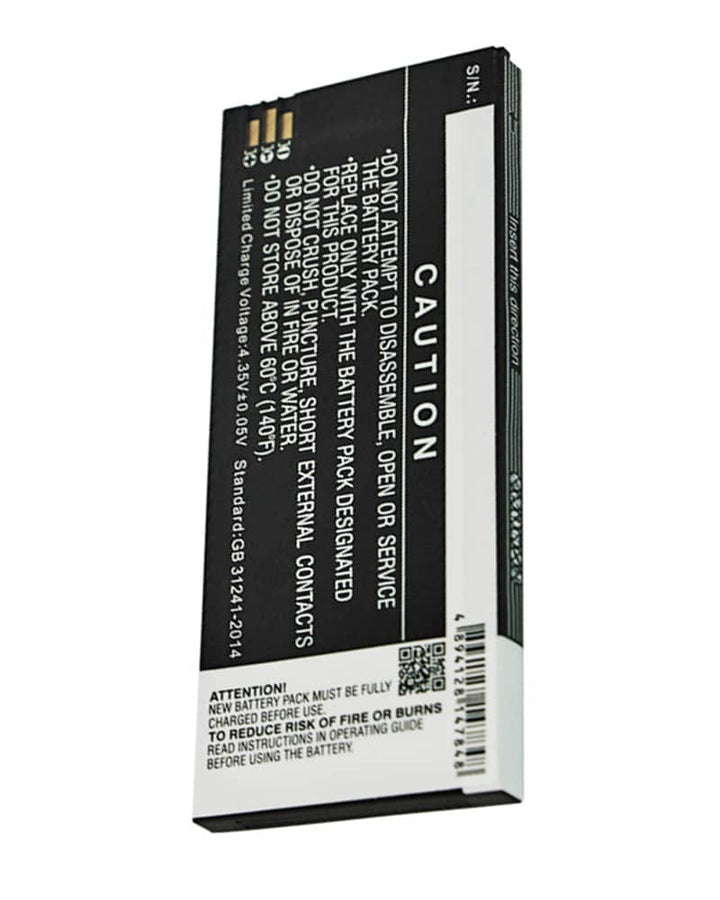 S/N.:
Insert this direction
CAUTION
•DO NOT ATTEMPT TO DISASSEMBLE, OPEN OR SERVICE
THE BATTERY PACK.
•REPLACE ONLY WITH THE BATTERY PACK DESIGNATED
FOR THIS PRODUCT.
•DO NOT CRUSH, PUNCTURE, SHORT EXTERNAL CONTACTS
OR DISPOSE OF IN FIRE OR WATER.
•DO NOT STORE ABOVE 60°C (140°F).
Limited Charge Voltage:4.35V±0.05V Standard:GB 31241-2014
4 894128 147848
ATTENTION!
NEW BATTERY PACK MUST BE FULLY
CHARGED BEFORE USE.
TO REDUCE RISK OF FIRE OR BURNS
READ INSTRUCTIONS IN OPERATING GUIDE
BEFORE USING THE BATTERY.